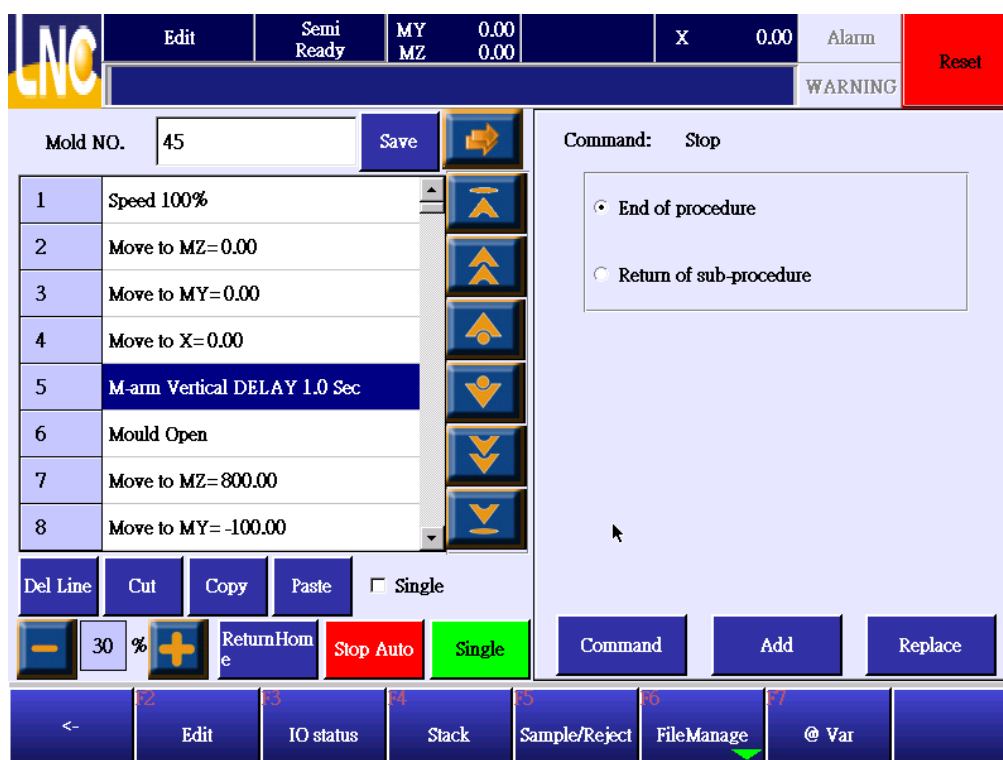 LNC
Edit
Semi
Ready
MY 0.00
MZ 0.00
X 0.00
Alarm
WARNING
Reset
Mold NO. 45
Save
1 Speed 100%
2 Move to MZ=0.00
3 Move to MY=0.00
4 Move to X=0.00
5 M-arm Vertical DELAY 1.0 Sec
6 Mould Open
7 Move to MZ=800.00
8 Move to MY=-100.00
Command: Stop
End of procedure
Return of sub-procedure
Del Line
Cut
Copy
Paste
Single
30 %
ReturnHom
e
Stop Auto
Single
Command
Add
Replace
<-
F2
Edit
F3
IO status
F4
Stack
F5
Sample/Reject
F6
FileManage
F7
@ Var